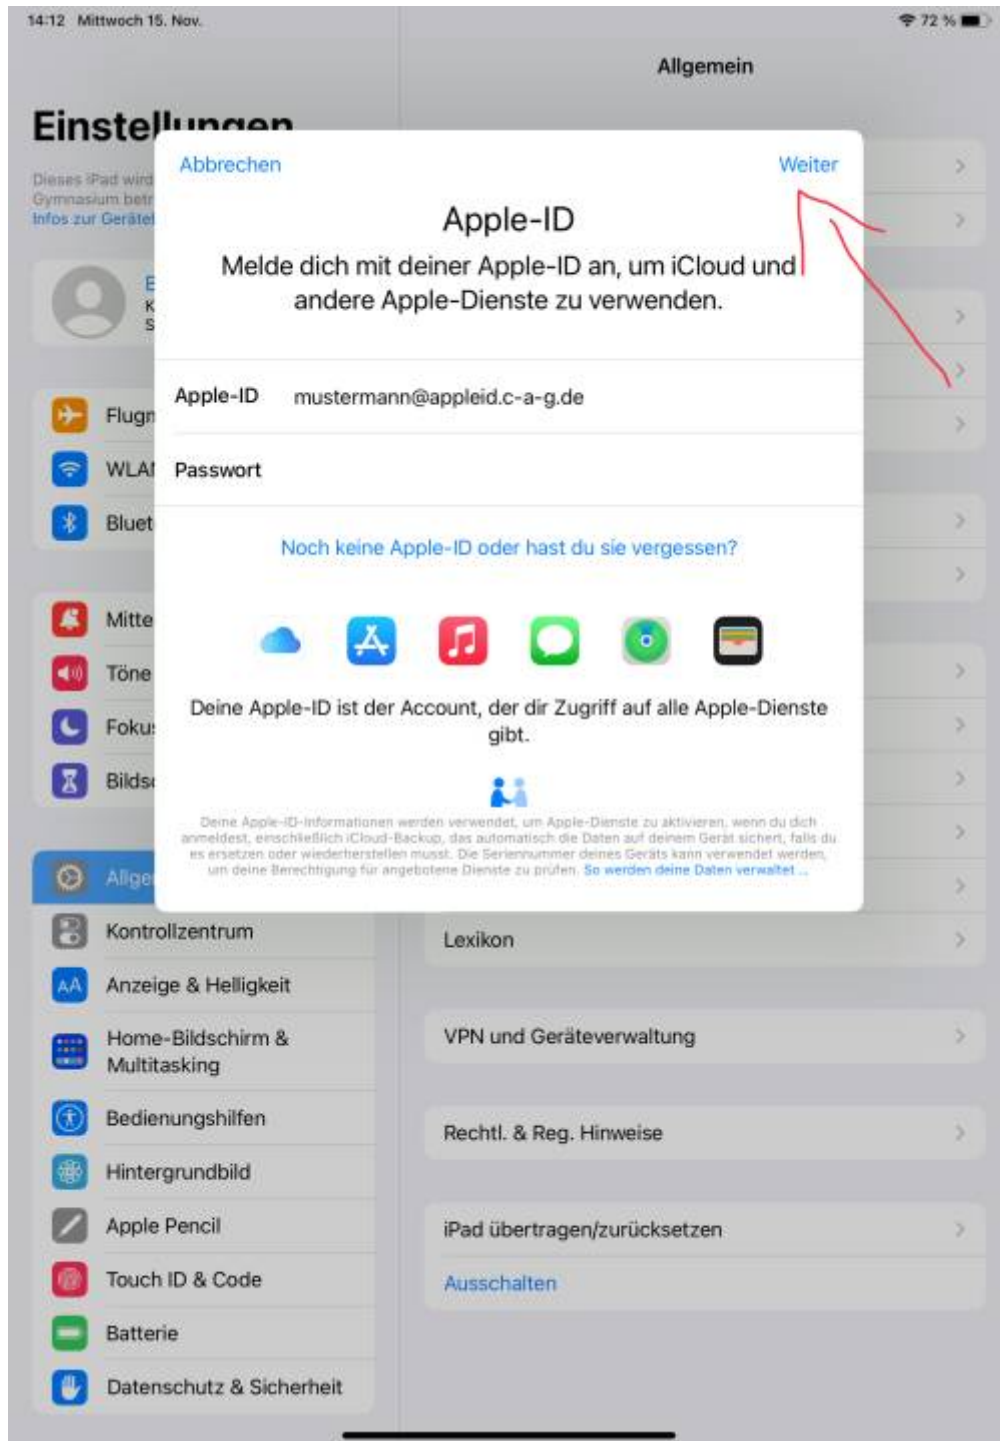 14:12 Mittwoch 15. Nov.
72 %
Allgemein
Einstellungen
Dieses iPad wird
Gymnasium betr
Infos zur Gerätel
Abbrechen
Weiter
Apple-ID
Melde dich mit deiner Apple-ID an, um iCloud und
andere Apple-Dienste zu verwenden.
E
K
S
Apple-ID mustermann@appleid.c-a-g.de
Passwort
Noch keine Apple-ID oder hast du sie vergessen?
Deine Apple-ID ist der Account, der dir Zugriff auf alle Apple-Dienste
gibt.
Deine Apple-ID-Informationen werden verwendet, um Apple-Dienste zu aktivieren, wenn du dich
anmeldest, einschließlich iCloud-Backup, das automatisch die Daten auf deinem Gerät sichert, falls du
es ersetzen oder wiederherstellen musst. Die Seriennummer deines Geräts kann verwendet werden,
um deine Berechtigung für angebotene Dienste zu prüfen. So werden deine Daten verwaltet ...
Flugm
WLAN
Bluet
Mitte
Töne
Fokus
Bildsc
Allge
Kontrollzentrum
Anzeige & Helligkeit
Home-Bildschirm &
Multitasking
Bedienungshilfen
Hintergrundbild
Apple Pencil
Touch ID & Code
Batterie
Datenschutz & Sicherheit
Lexikon
VPN und Geräteverwaltung
Rechtl. & Reg. Hinweise
iPad übertragen/zurücksetzen
Ausschalten